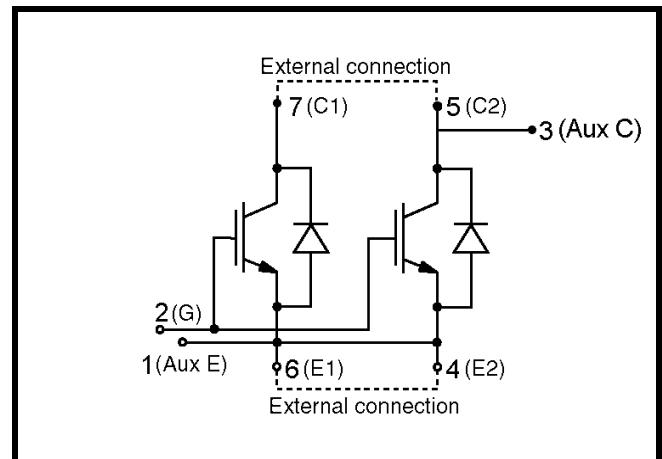 External connection
7 (C1)
5 (C2)
3 (Aux C)
2 (G)
1 (Aux E)
6 (E1)
4 (E2)
External connection